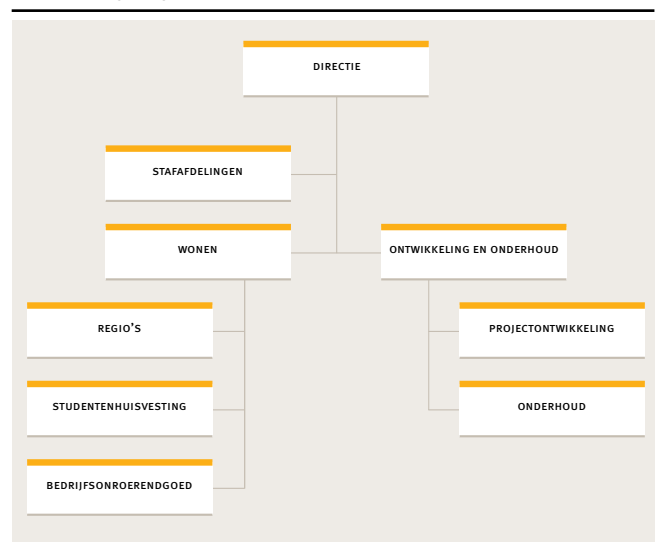 DIRECTIE
STAFAFDELINGEN
WONEN
ONTWIKKELING EN ONDERHOUD
REGIO'S
PROJECTONTWIKKELING
STUDENTENHUISVESTING
ONDERHOUD
BEDRIJFSONROERENDGOED